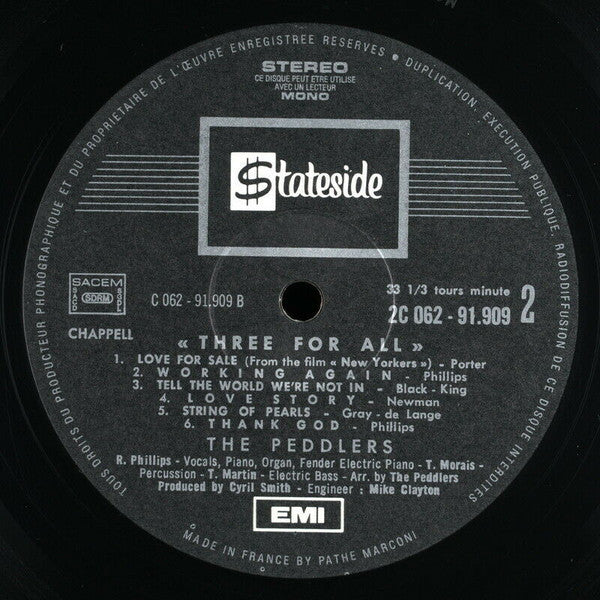 TOUS DROITS DU PRODUCTEUR PHONOGRAPHIQUE ET DU PROPRIETAIRE DE L'ŒUVRE ENREGISTREE RESERVES • DUPLICATION, EXECUTION PUBLIQUE, RADIODIFFUSION DE CE DISQUE INTERDITES
STEREO
CE DISQUE PEUT ETRE UTILISE
AVEC UN LECTEUR
MONO
$tateside
SACEM
SACD SDRM SGDL
C 062 - 91.909 B
33 1/3 tours minute
2C 062 - 91.909 2
CHAPPELL
« THREE FOR ALL »
1. LOVE FOR SALE (From the film « New Yorkers ») - Porter
2. WORKING AGAIN - Phillips
3. TELL THE WORLD WE'RE NOT IN - Black - King
4. LOVE STORY - Newman
5. STRING OF PEARLS - Gray - de Lange
6. THANK GOD - Phillips
THE PEDDLERS
R. Phillips - Vocals, Piano, Organ, Fender Electric Piano - T. Morais -
Percussion - T. Martin - Electric Bass - Arr. by The Peddlers
Produced by Cyril Smith - Engineer : Mike Clayton
EMI
MADE IN FRANCE BY PATHE MARCONI